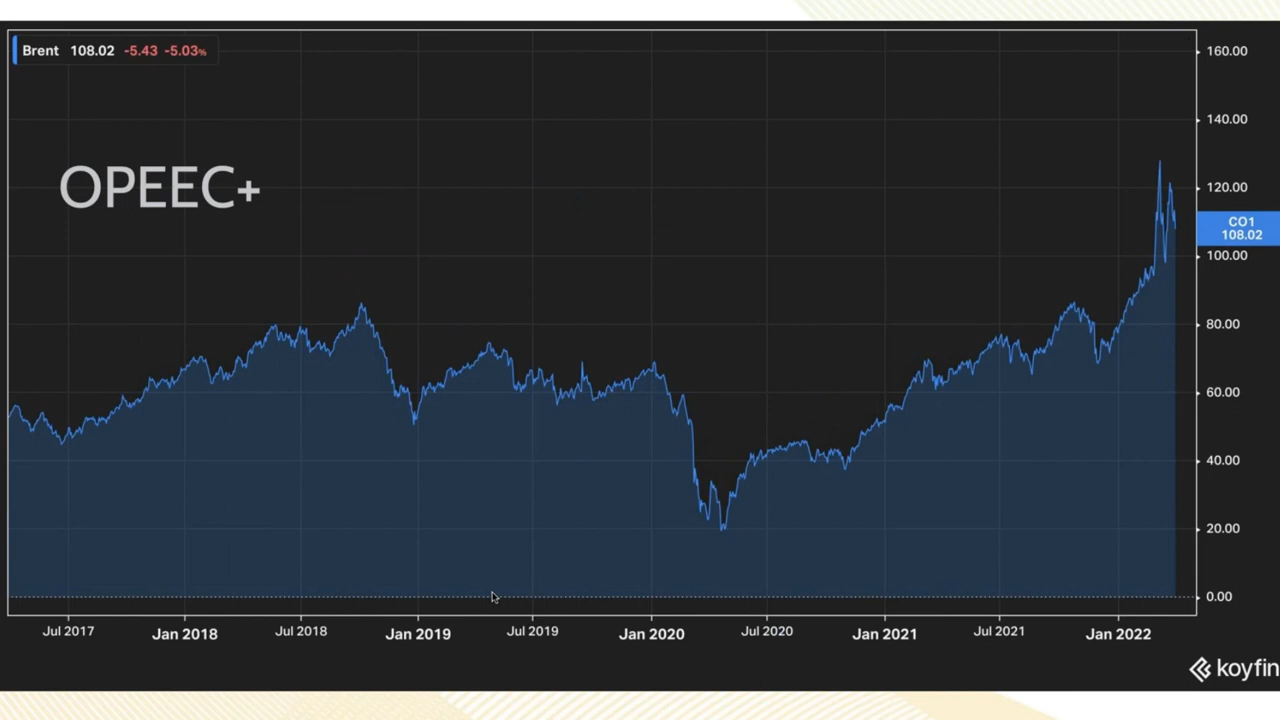 Brent 108.02 -5.43 -5.03%
160.00
140.00
OPEEC+
120.00
CO1
108.02
100.00
80.00
60.00
40.00
20.00
0.00
Jul 2017 Jan 2018 Jul 2018 Jan 2019 Jul 2019 Jan 2020 Jul 2020 Jan 2021 Jul 2021 Jan 2022
koyfin